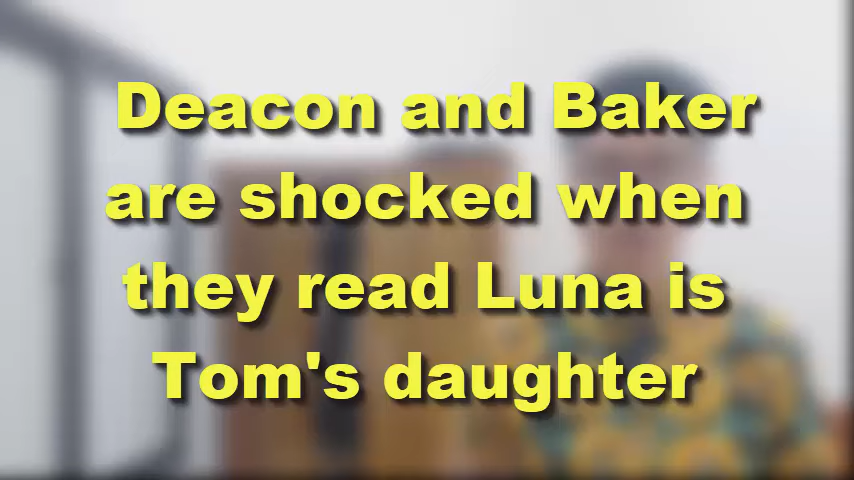 Deacon and Baker
are shocked when
they read Luna is
Tom's daughter